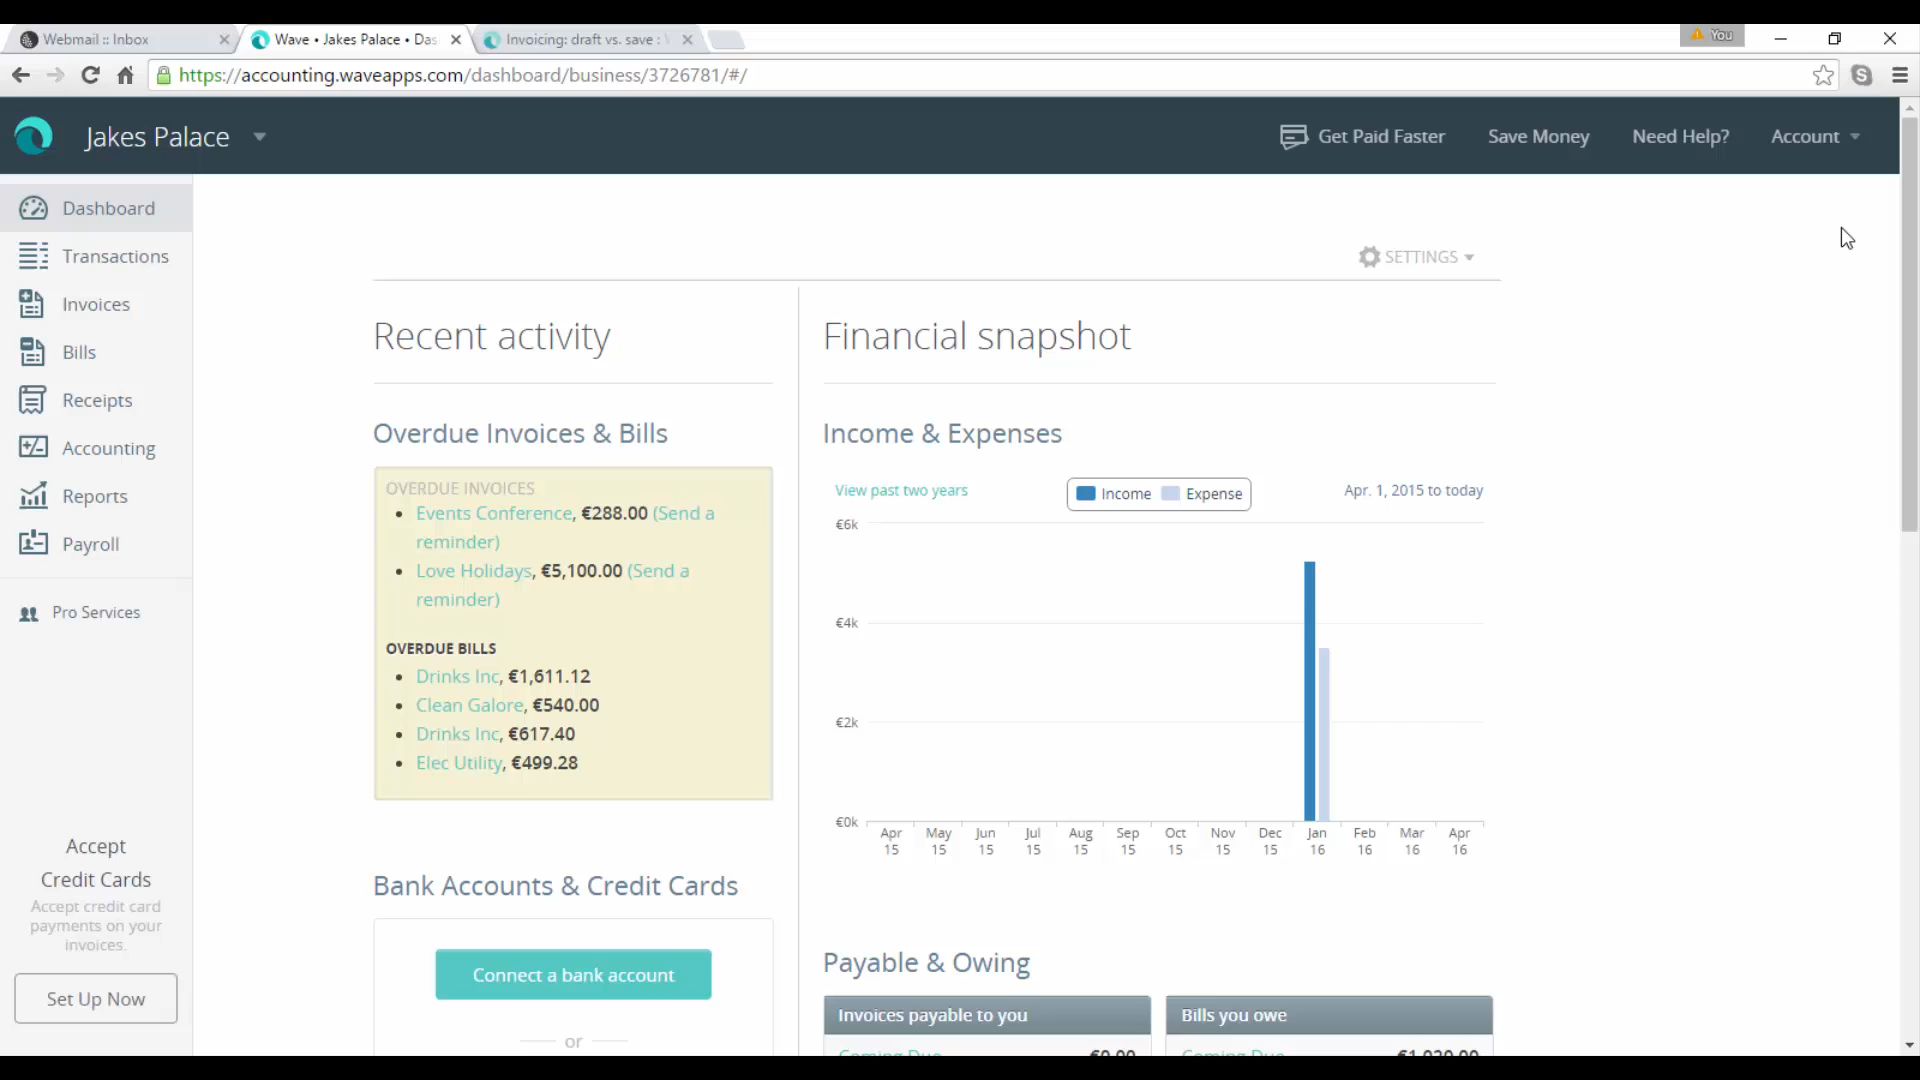 Webmail :: Inbox
Wave • Jakes Palace • Das
Invoicing: draft vs. save :
You
https://accounting.waveapps.com/dashboard/business/3726781/#/
Jakes Palace
Get Paid Faster
Save Money
Need Help?
Account
Dashboard
Transactions
Invoices
Bills
Receipts
Accounting
Reports
Payroll
Pro Services
Accept
Credit Cards
Accept credit card
payments on your
invoices.
Set Up Now
SETTINGS
Recent activity
Overdue Invoices & Bills
OVERDUE INVOICES
Events Conference, €288.00 (Send a
reminder)
Love Holidays, €5,100.00 (Send a
reminder)
OVERDUE BILLS
Drinks Inc, €1,611.12
Clean Galore, €540.00
Drinks Inc, €617.40
Elec Utility, €499.28
Bank Accounts & Credit Cards
Connect a bank account
or
Financial snapshot
Income & Expenses
View past two years
Income Expense
Apr. 1, 2015 to today
€6k
€4k
€2k
€0k
Apr May Jun Jul Aug Sep Oct Nov Dec Jan Feb Mar Apr
15 15 15 15 15 15 15 15 15 16 16 16 16
Payable & Owing
Invoices payable to you
Bills you owe
Coming Due €0.00
Coming Due